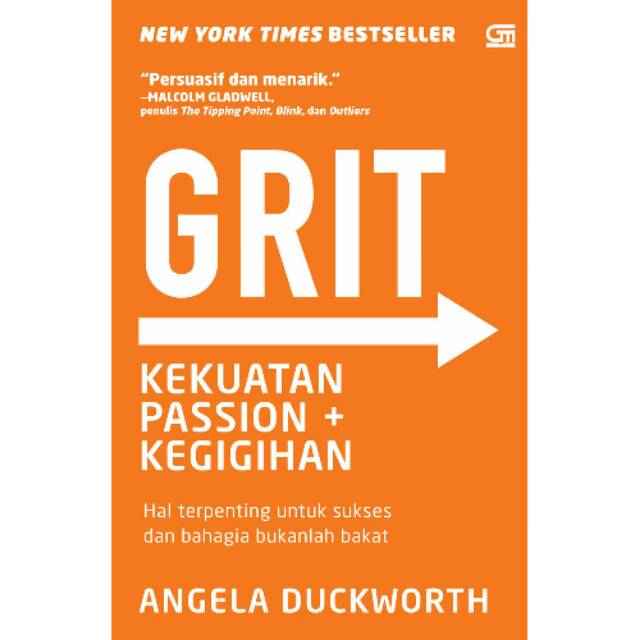 NEW YORK TIMES BESTSELLER
"Persuasif dan menarik."
—MALCOLM GLADWELL,
penulis The Tipping Point, Blink, dan Outliers
GRIT
KEKUATAN
PASSION +
KEGIGIHAN
Hal terpenting untuk sukses
dan bahagia bukanlah bakat
ANGELA DUCKWORTH